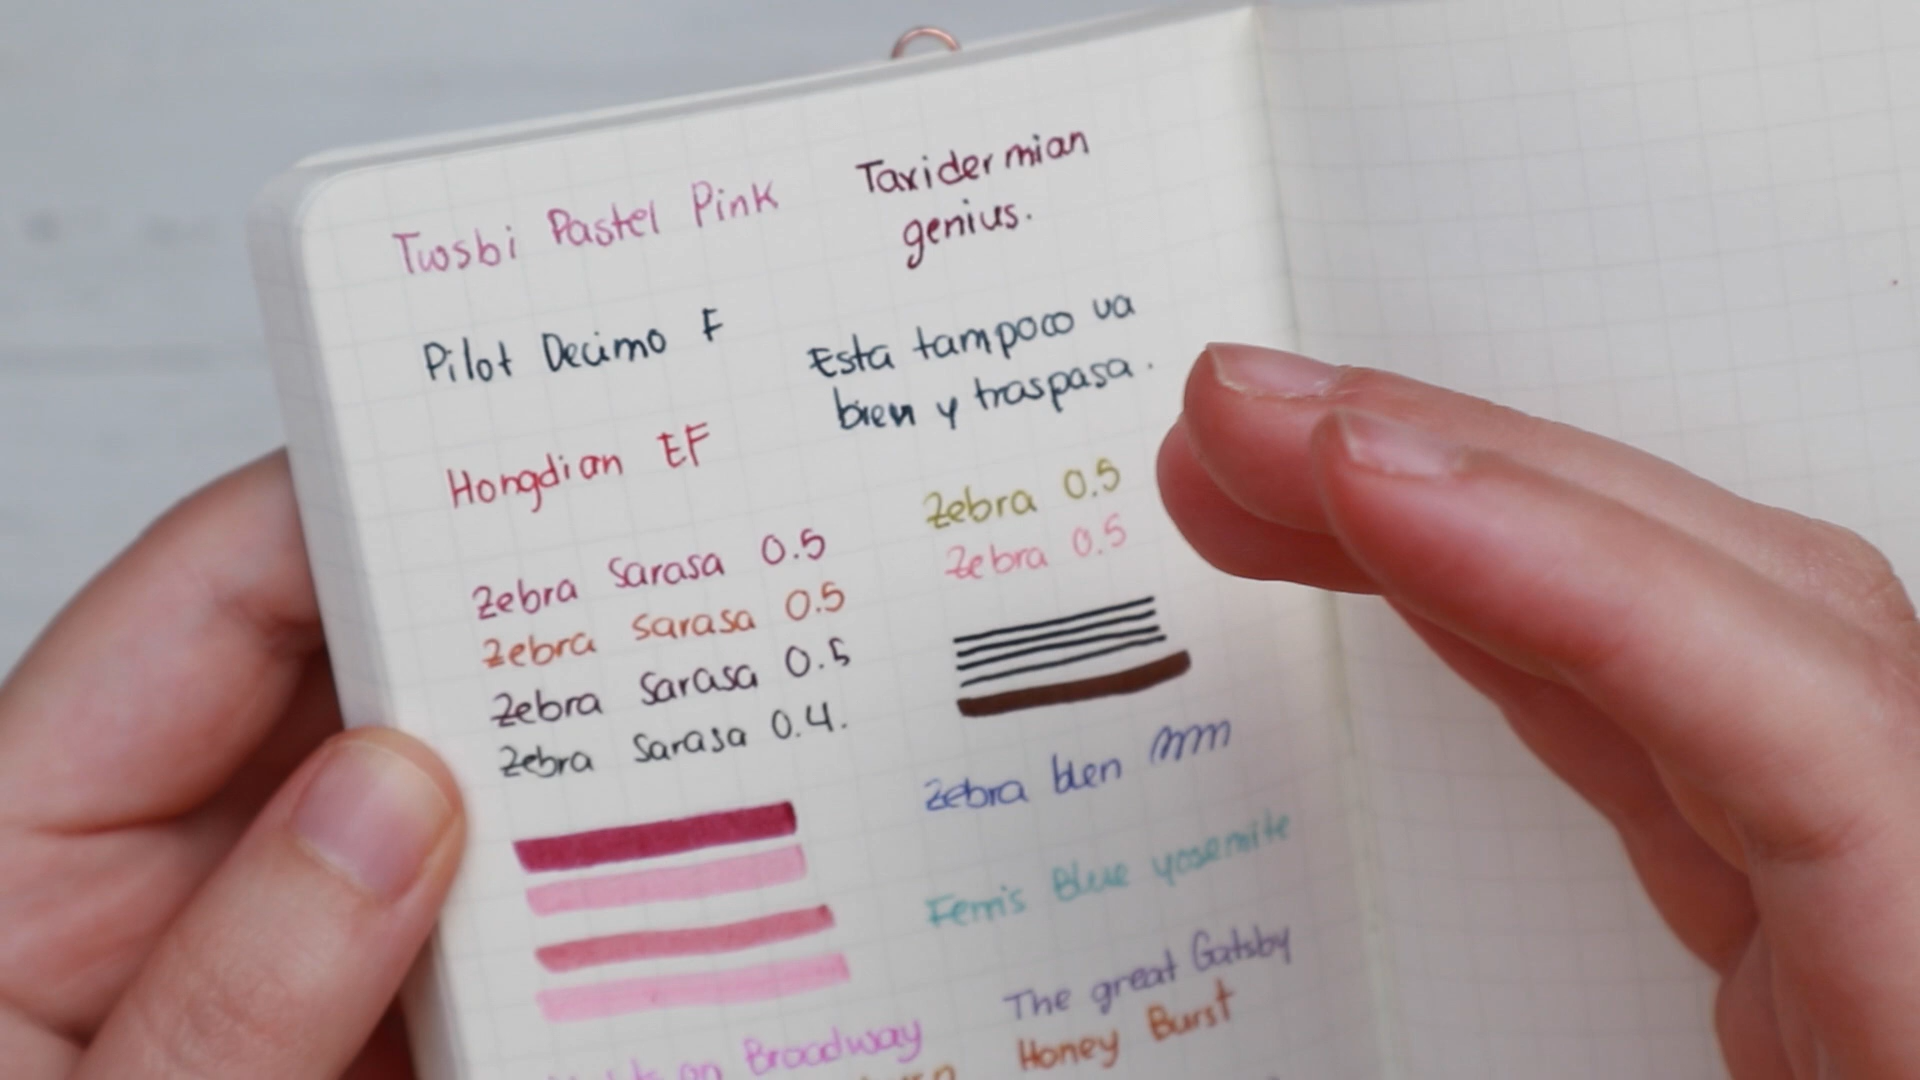 Twsbi Pastel Pink
Pilot Decimo F
Hongdian EF
Zebra Sarasa 0.5
Zebra Sarasa 0.5
Zebra Sarasa 0.5
Zebra Sarasa 0.4.
on Broadway
Taxidermian
genius.
Esta tampoco va
bien y traspasa.
Zebra 0.5
Zebra 0.5
Zebra bien
Ferris Blue yosemite
The great Gatsby
Honey Burst